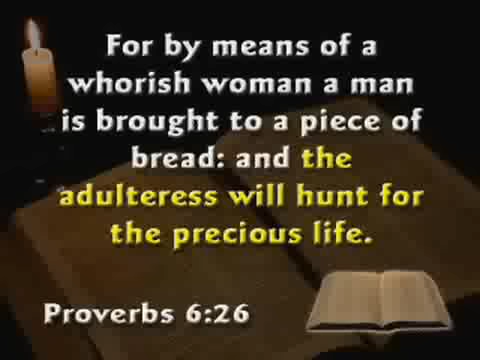 For by means of a
whorish woman a man
is brought to a piece of
bread: and the
adulteress will hunt for
the precious life.
Proverbs 6:26